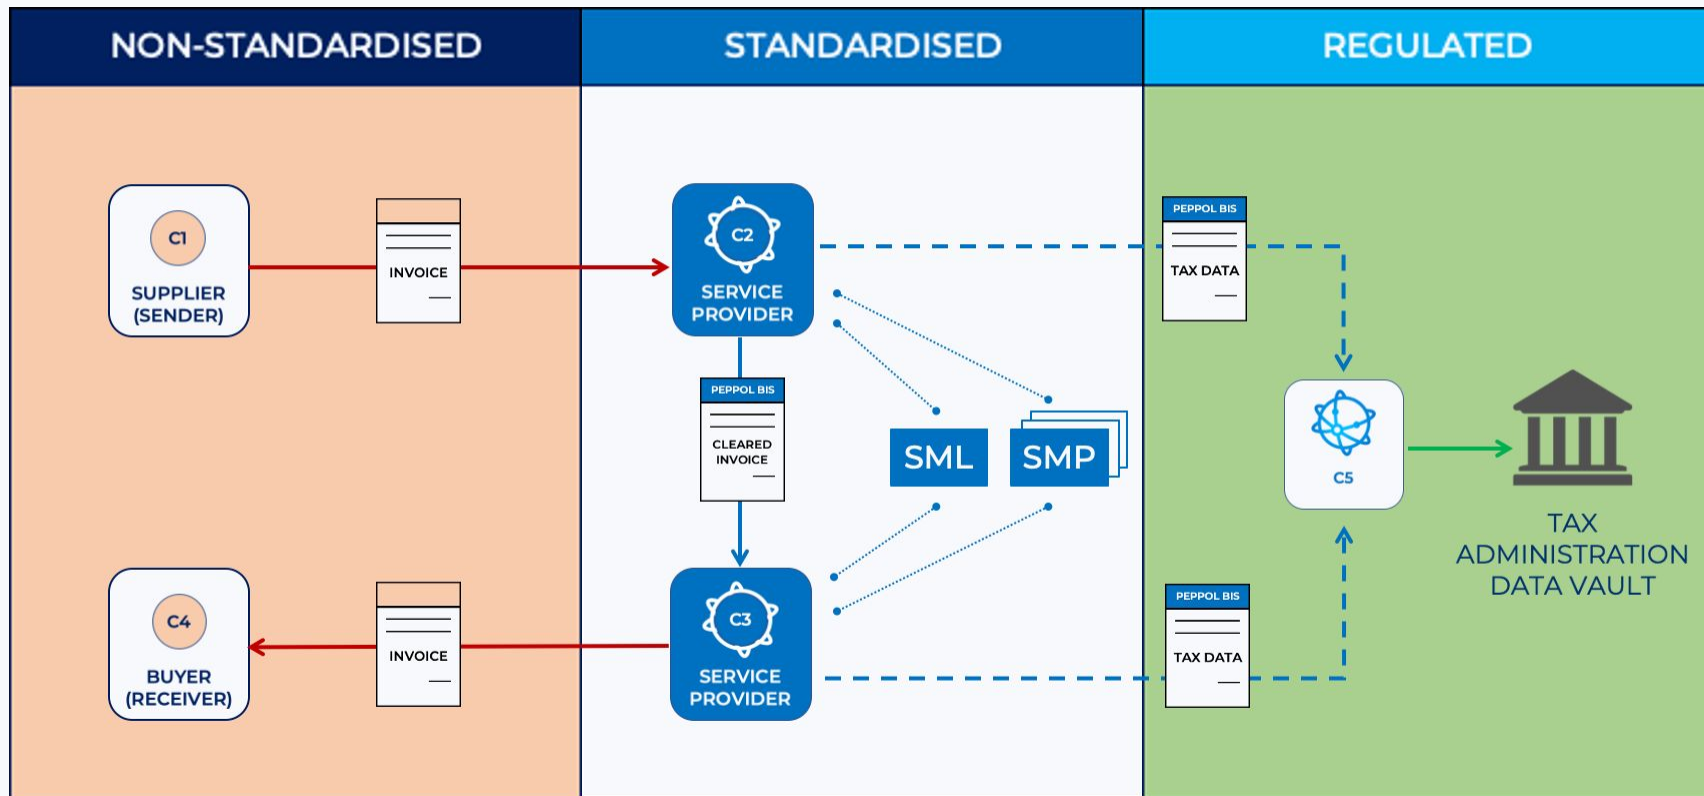 NON-STANDARDISED
STANDARDISED
REGULATED
C1
SUPPLIER
(SENDER)
INVOICE
C2
SERVICE
PROVIDER
PEPPOL BIS
TAX DATA
PEPPOL BIS
CLEARED
INVOICE
SML
SMP
C5
TAX
ADMINISTRATION
DATA VAULT
C4
BUYER
(RECEIVER)
INVOICE
C3
SERVICE
PROVIDER
PEPPOL BIS
TAX DATA